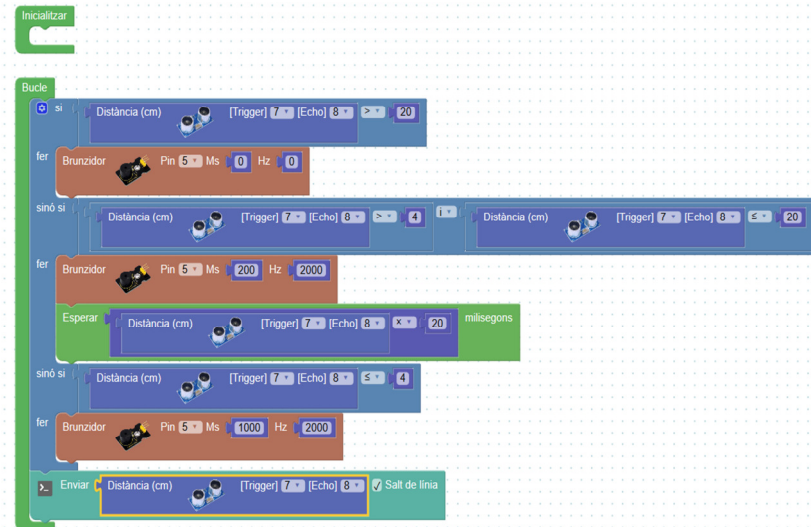 Inicialitzar
Bucle
si Distància (cm) [Trigger] 7 [Echo] 8 > 20
fer Brunzidor Pin 5 Ms 0 Hz 0
sinó si Distància (cm) [Trigger] 7 [Echo] 8 > 4 i Distància (cm) [Trigger] 7 [Echo] 8 ≤ 20
fer Brunzidor Pin 5 Ms 200 Hz 2000
Esperar Distància (cm) [Trigger] 7 [Echo] 8 x 20 milisegons
sinó si Distància (cm) [Trigger] 7 [Echo] 8 ≤ 4
fer Brunzidor Pin 5 Ms 1000 Hz 2000
Enviar Distància (cm) [Trigger] 7 [Echo] 8 Salt de línia